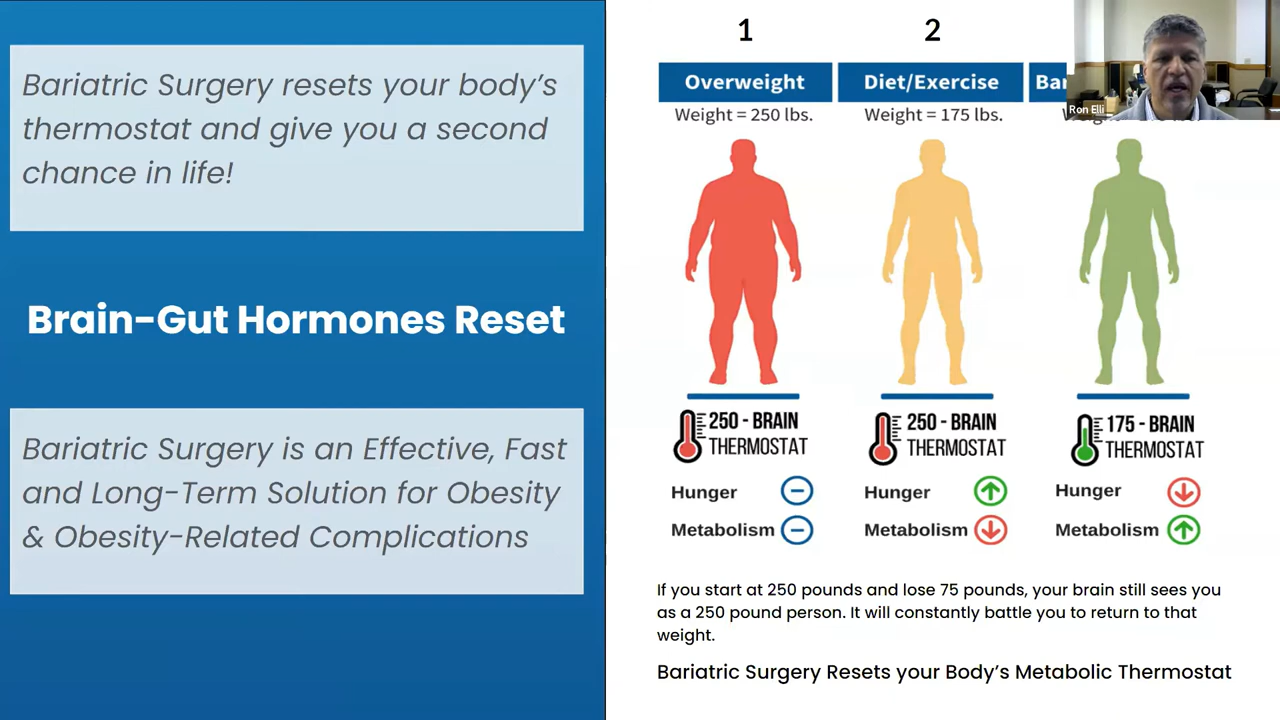 Bariatric Surgery resets your body's
thermostat and give you a second
chance in life!
Brain-Gut Hormones Reset
Bariatric Surgery is an Effective, Fast
and Long-Term Solution for Obesity
& Obesity-Related Complications
1
2
Overweight
Diet/Exercise
Weight = 250 lbs.
Weight = 175 lbs.
Ron Elli
250 - BRAIN
THERMOSTAT
250 - BRAIN
THERMOSTAT
175 - BRAIN
THERMOSTAT
Hunger
Hunger
Hunger
Metabolism
Metabolism
Metabolism
If you start at 250 pounds and lose 75 pounds, your brain still sees you
as a 250 pound person. It will constantly battle you to return to that
weight.
Bariatric Surgery Resets your Body's Metabolic Thermostat